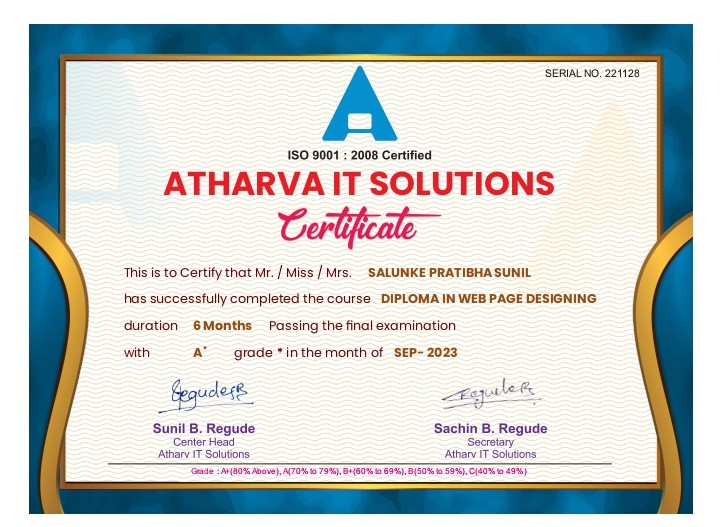 SERIAL NO. 221128
ISO 9001 : 2008 Certified
ATHARVA IT SOLUTIONS
Certificate
This is to Certify that Mr. / Miss / Mrs. SALUNKE PRATIBHA SUNIL
has successfully completed the course DIPLOMA IN WEB PAGE DESIGNING
duration 6 Months Passing the final examination
with A+ grade * in the month of SEP- 2023
Sunil B. Regude
Center Head
Atharv IT Solutions
Sachin B. Regude
Secretary
Atharv IT Solutions
Grade : A+(80% Above), A(70% to 79%), B+(60% to 69%), B(50% to 59%), C(40% to 49%)